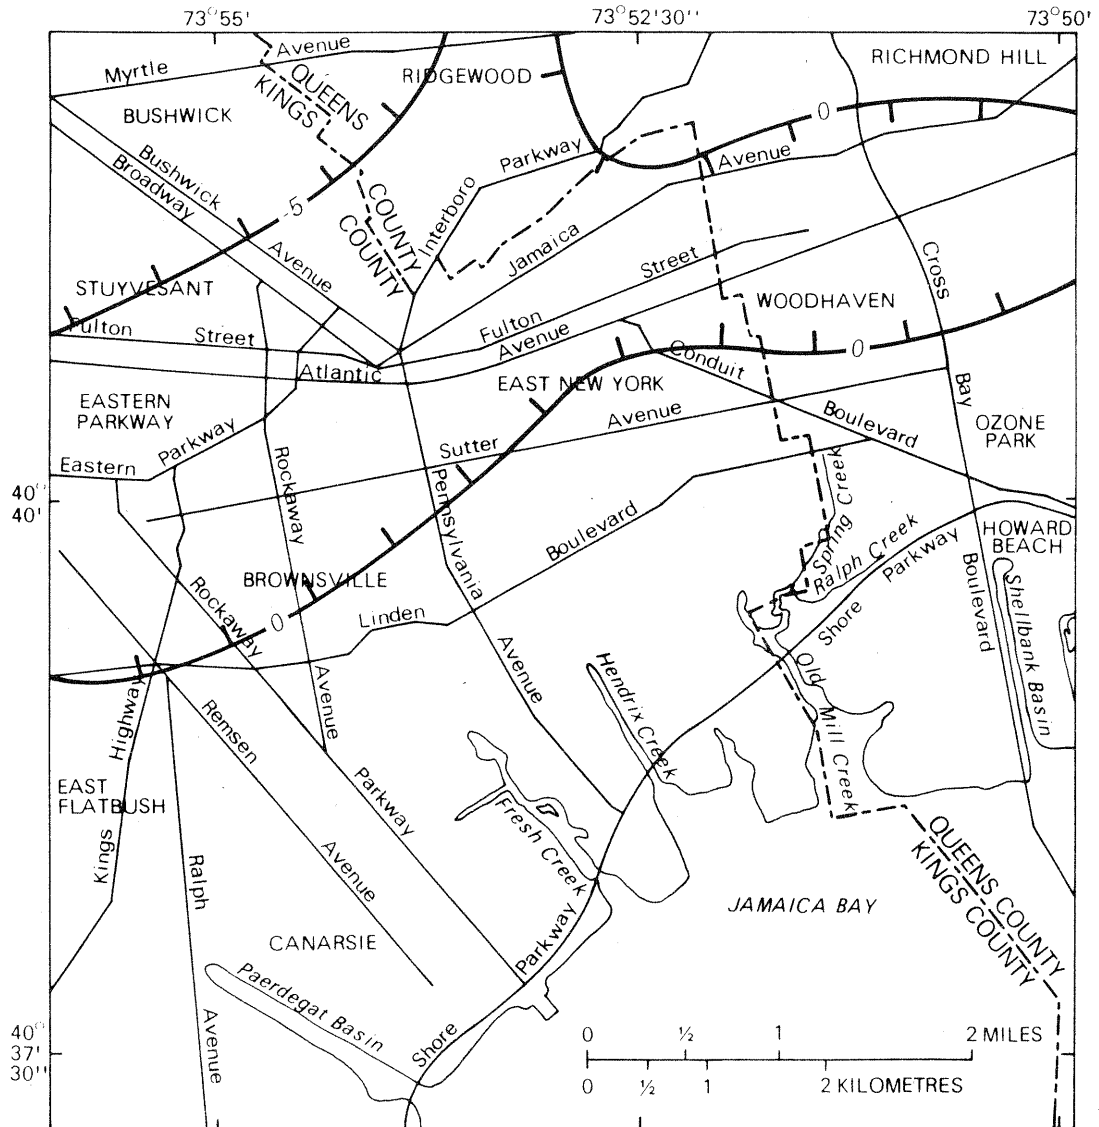 73°55'
73°52'30''
73°50'
Myrtle
Avenue
RIDGEWOOD
RICHMOND HILL
QUEENS
KINGS
BUSHWICK
0
Bushwick
Broadway
Parkway
Avenue
COUNTY
COUNTY
Interboro
-5
Avenue
Jamaica
Street
Cross
STUYVESANT
WOODHAVEN
Fulton
Street
Fulton
Avenue
0
Conduit
Atlantic
EAST NEW YORK
Bay
EASTERN
PARKWAY
Avenue
Boulevard
OZONE
PARK
Parkway
Sutter
Eastern
Rockaway
Pennsylvania
Creek
40°
40'
Boulevard
Spring
Ralph Creek
Parkway
HOWARD
BEACH
BROWNSVILLE
Rockaway
0
Linden
Shore
Boulevard
Shellbank Basin
Avenue
Hendrix Creek
Old
Mill Creek
Highway
Remsen
Avenue
EAST
FLATBUSH
Parkway
Fresh Creek
Kings
Ralph
Avenue
QUEENS COUNTY
KINGS COUNTY
JAMAICA BAY
CANARSIE
Parkway
Paerdegat Basin
Avenue
Shore
40°
37'
30''
0 ½ 1 2 MILES
0 ½ 1 2 KILOMETRES